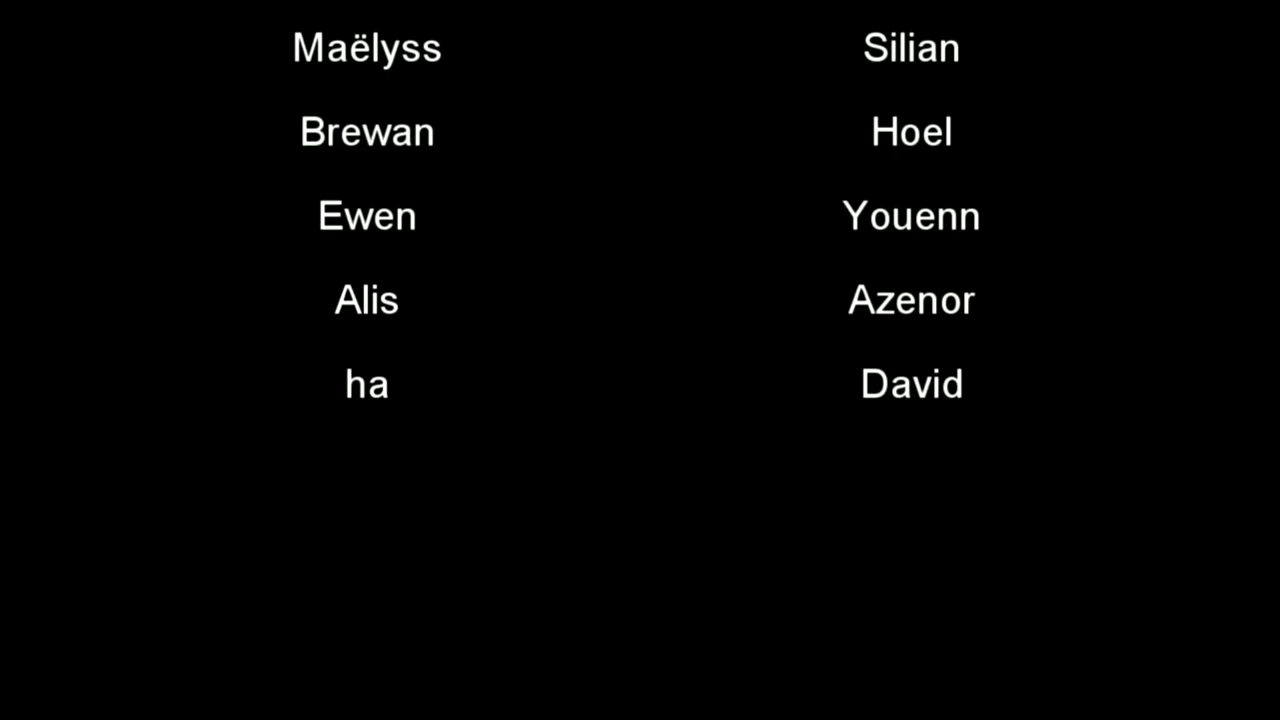 Maëlyss Silian
Brewan Hoel
Ewen Youenn
Alis Azenor
ha David